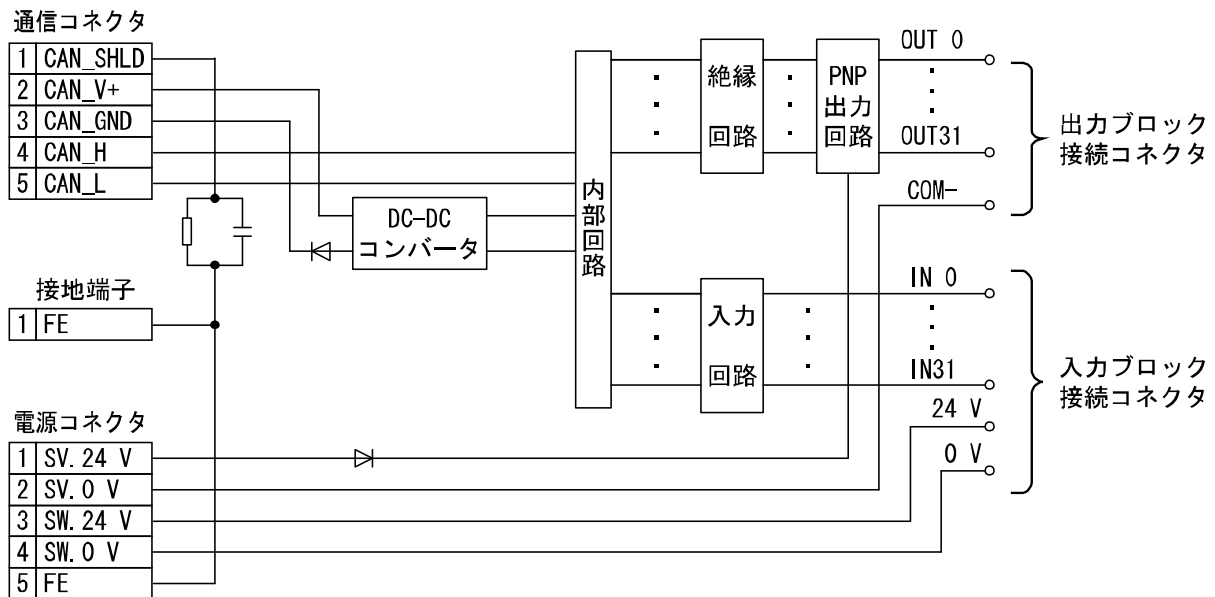 通信コネクタ
1 CAN_SHLD
2 CAN_V+
3 CAN_GND
4 CAN_H
5 CAN_L
接地端子
1 FE
電源コネクタ
1 SV. 24 V
2 SV. 0 V
3 SW. 24 V
4 SW. 0 V
5 FE
DC-DC
コンバータ
内部回路
絶縁
回路
PNP
出力
回路
入力
回路
OUT 0
OUT31
COM-
出力ブロック
接続コネクタ
IN 0
IN31
24 V
0 V
入力ブロック
接続コネクタ